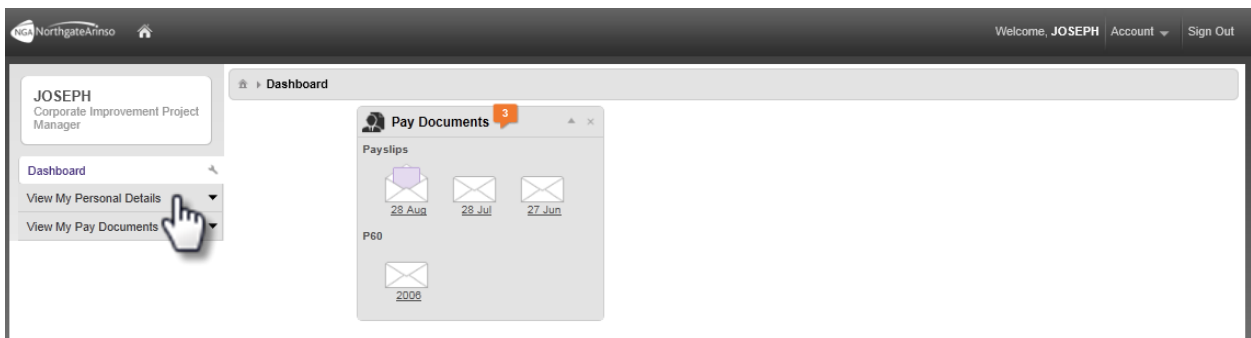 NGA NorthgateArinso
Welcome, JOSEPH Account Sign Out
JOSEPH
Corporate Improvement Project
Manager
Dashboard
View My Personal Details
View My Pay Documents
Dashboard
Pay Documents 3
Payslips
28 Aug 28 Jul 27 Jun
P60
2006